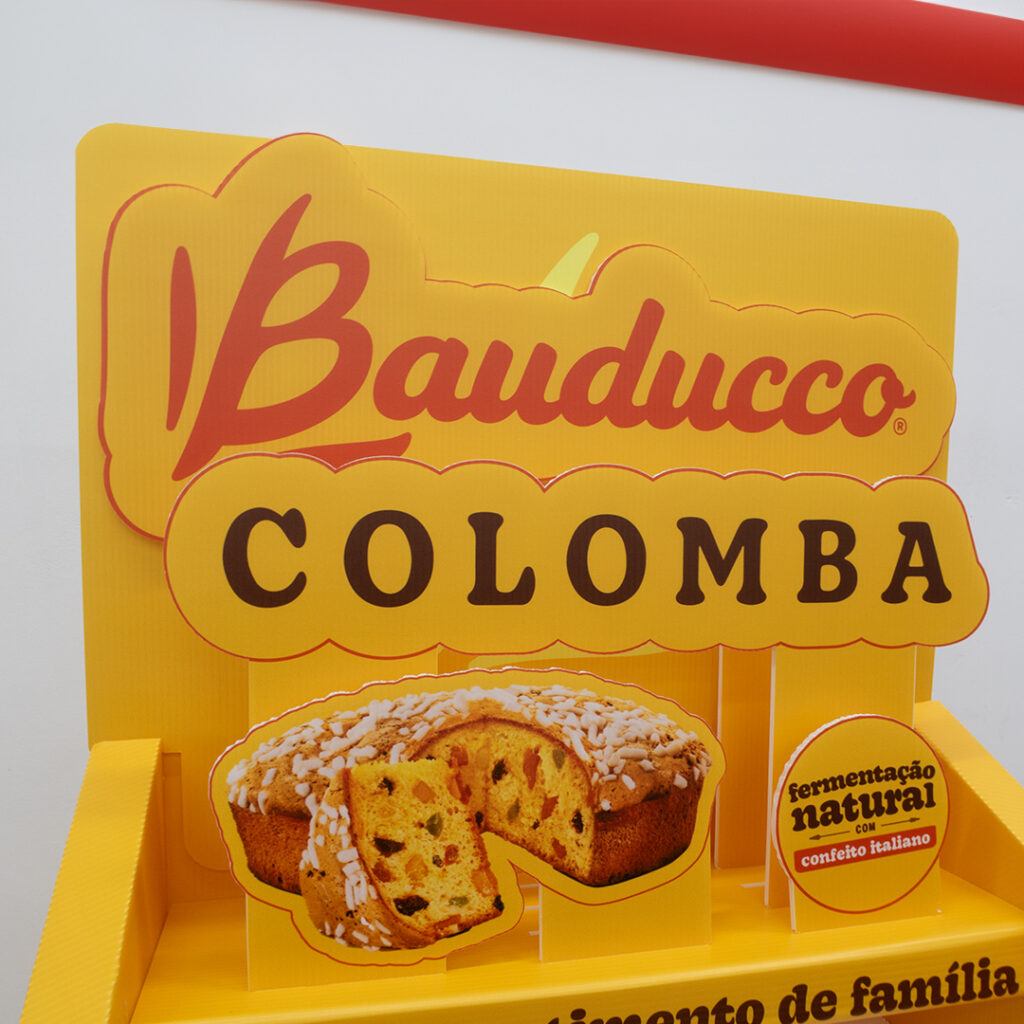 Bauducco®
COLOMBA
fermentação
natural
COM
confeito italiano
de família